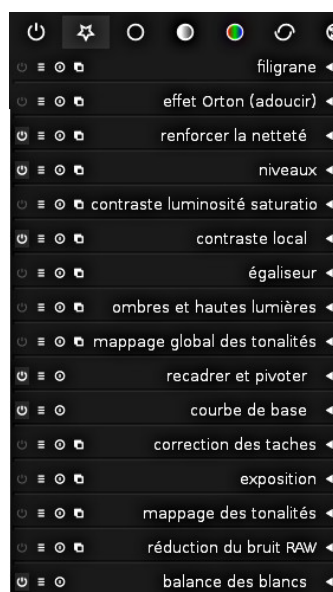 filigrane
effet Orton (adoucir)
renforcer la netteté
niveaux
contraste luminosité saturatio
contraste local
égaliseur
ombres et hautes lumières
mappage global des tonalités
recadrer et pivoter
courbe de base
correction des taches
exposition
mappage des tonalités
réduction du bruit RAW
balance des blancs